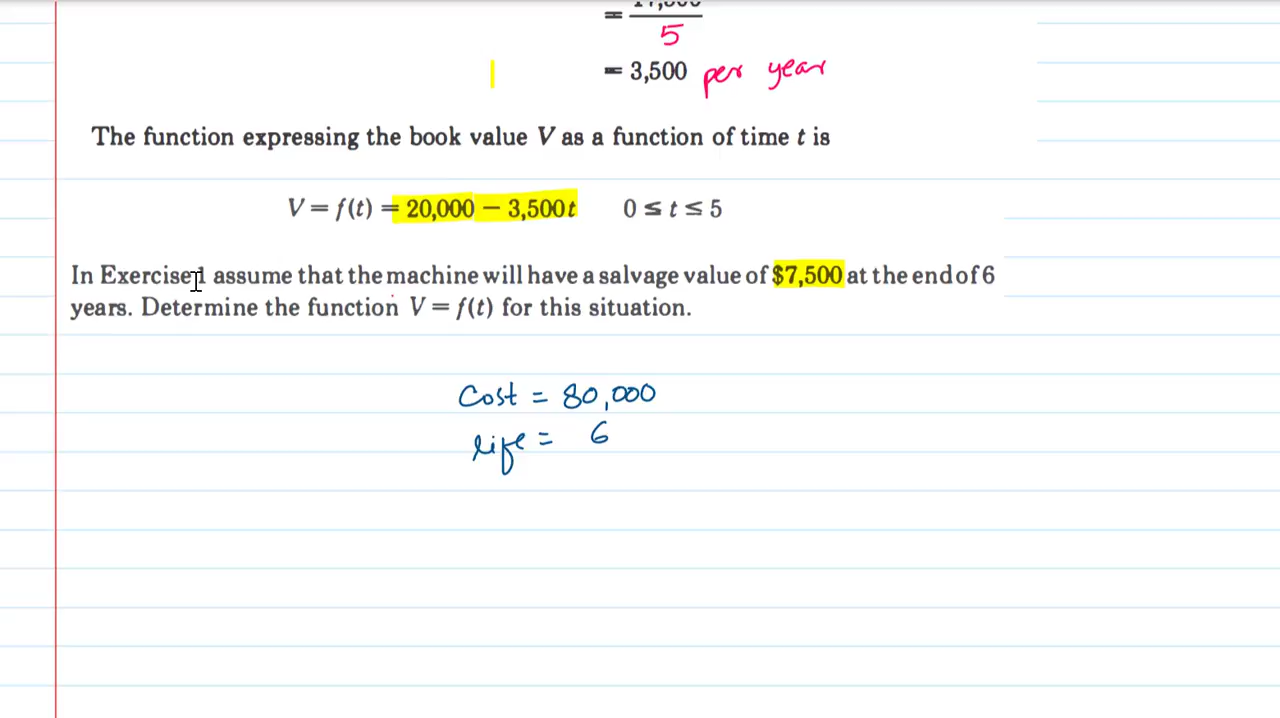 =
5
= 3,500 per year
The function expressing the book value V as a function of time t is
V = f(t) = 20,000 − 3,500t 0 ≤ t ≤ 5
In Exercise 1 assume that the machine will have a salvage value of $7,500 at the end of 6
years. Determine the function V = f(t) for this situation.
Cost = 80,000
life = 6